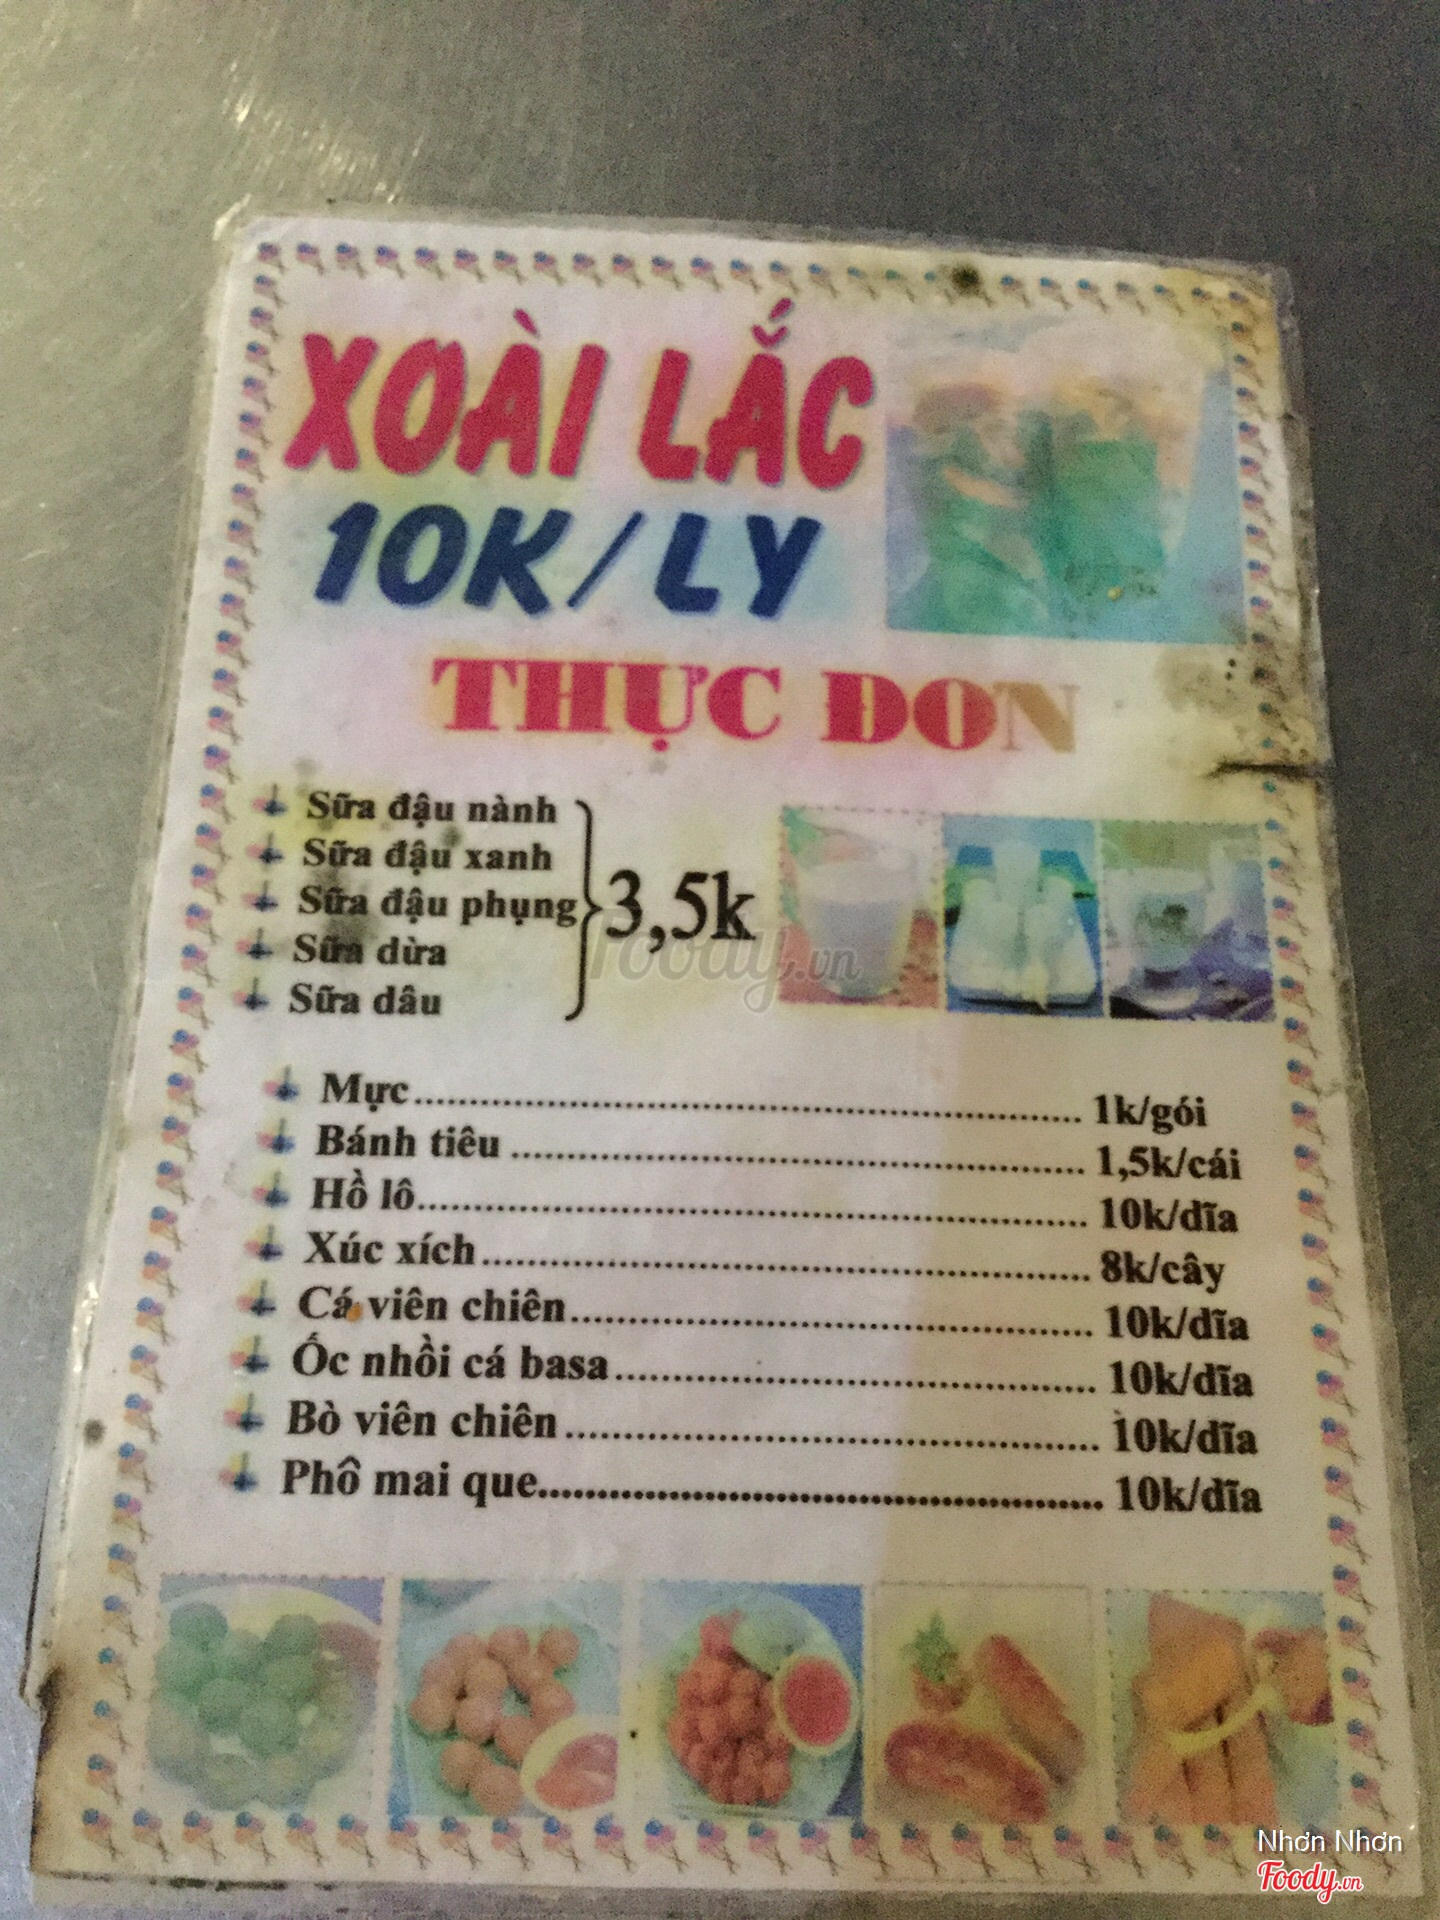 XOÀI LẮC
10K/LY
THỰC ĐƠN
Sữa đậu nành
Sữa đậu xanh
Sữa đậu phụng
Sữa dừa
Sữa dâu
3,5k
Foody.vn
Mực........................ 1k/gói
Bánh tiêu........................ 1,5k/cái
Hồ lô........................ 10k/dĩa
Xúc xích........................ 8k/cây
Cá viên chiên........................ 10k/dĩa
Ốc nhồi cá basa........................ 10k/dĩa
Bò viên chiên........................ 10k/dĩa
Phô mai que........................ 10k/dĩa
Nhơn Nhơn
Foody.vn